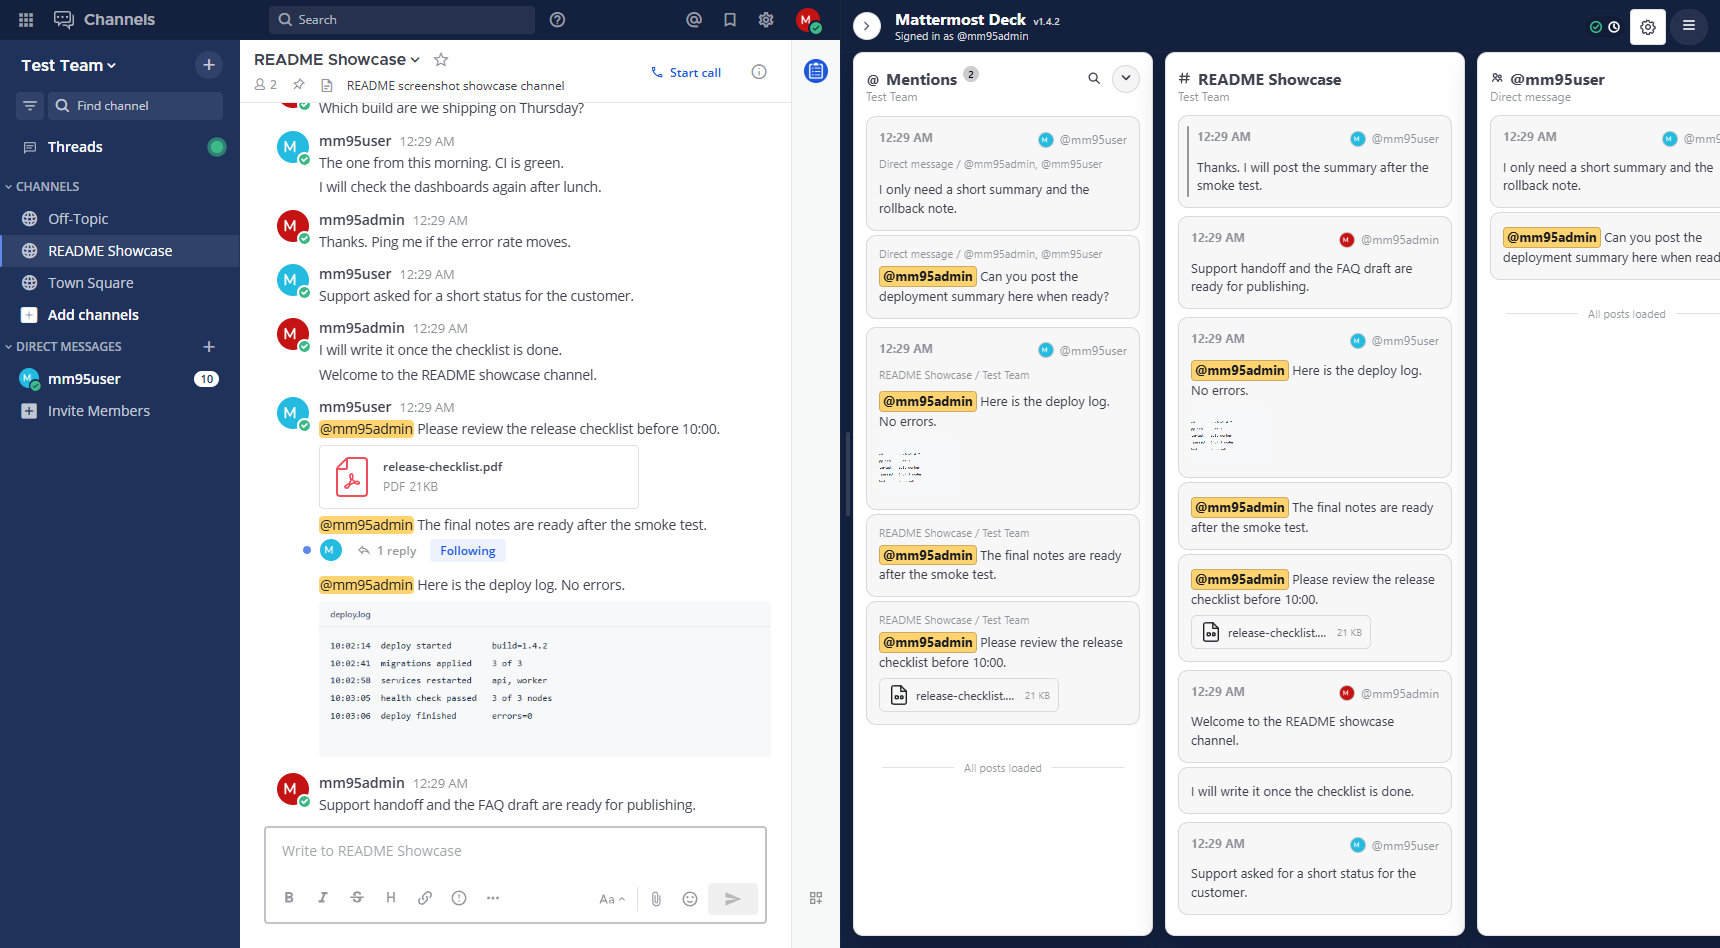 Channels
Search
M
Test Team
Find channel
Threads
CHANNELS
Off-Topic
README Showcase
Town Square
Add channels
DIRECT MESSAGES
M mm95user 10
Invite Members
README Showcase
2 README screenshot showcase channel
Start call
Which build are we shipping on Thursday?
M mm95user 12:29 AM
The one from this morning. CI is green.
I will check the dashboards again after lunch.
M mm95admin 12:29 AM
Thanks. Ping me if the error rate moves.
M mm95user 12:29 AM
Support asked for a short status for the customer.
M mm95admin 12:29 AM
I will write it once the checklist is done.
Welcome to the README showcase channel.
M mm95user 12:29 AM
@mm95admin Please review the release checklist before 10:00.
release-checklist.pdf
PDF 21KB
@mm95admin The final notes are ready after the smoke test.
M 1 reply Following
@mm95admin Here is the deploy log. No errors.
deploy.log
10:02:14 deploy started build=1.4.2
10:02:41 migrations applied 3 of 3
10:02:58 services restarted api, worker
10:03:05 health check passed 3 of 3 nodes
10:03:06 deploy finished errors=0
M mm95admin 12:29 AM
Support handoff and the FAQ draft are ready for publishing.
Write to README Showcase
B I S H Aa
Mattermost Deck v1.4.2
Signed in as @mm95admin
@ Mentions 2
Test Team
12:29 AM M @mm95user
Direct message / @mm95admin, @mm95user
I only need a short summary and the
rollback note.
Direct message / @mm95admin, @mm95user
@mm95admin Can you post the
deployment summary here when ready?
12:29 AM M @mm95user
README Showcase / Test Team
@mm95admin Here is the deploy log.
No errors.
README Showcase / Test Team
@mm95admin The final notes are ready
after the smoke test.
README Showcase / Test Team
@mm95admin Please review the release
checklist before 10:00.
release-checklist.... 21 KB
All posts loaded
# README Showcase
Test Team
12:29 AM M @mm95user
Thanks. I will post the summary after the
smoke test.
12:29 AM M @mm95admin
Support handoff and the FAQ draft are
ready for publishing.
12:29 AM M @mm95user
@mm95admin Here is the deploy log.
No errors.
@mm95admin The final notes are ready
after the smoke test.
@mm95admin Please review the release
checklist before 10:00.
release-checklist.... 21 KB
12:29 AM M @mm95admin
Welcome to the README showcase
channel.
I will write it once the checklist is done.
12:29 AM M @mm95user
Support asked for a short status for the
customer.
@mm95user
Direct message
12:29 AM M @mm9
I only need a short summary and the
rollback note.
@mm95admin Can you post the
deployment summary here when read
All posts loaded